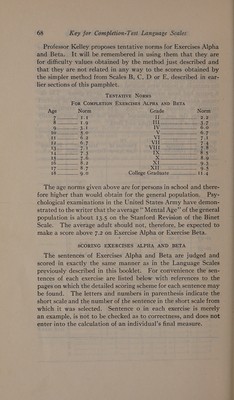 68 Key for Completion-Test Language Scales
Professor Kelley proposes tentative norms for Exercises Alpha
and Beta. It will be remembered in using them that they are
for difficulty values obtained by the method just described and
that they are not related in any way to the scores obtained by
the simpler method from Scales B, C, D or E, described in ear-
lier sections of this pamphlet.
TENTATIVE NORMS
FOR COMPLETION EXERCISES ALPHA AND BETA
Age Norm Grade Norm
7 1.2 II 2.2
8 1.9 III 3.7
9 3.1 IV 6.0
10 V 6.7
11 6.2 VI 7.2
12 6.7 VII 7.4
13 VIII 7.8
14 7.3 IX
15 7.6 X 8.9
16 8.2 XI 9.3
17 8.7 XII
18 9.0 College Graduate 11.4
The age norms given above are for persons in school and there-
fore higher than would obtain for the general population. Psy-
chological examinations in the United States Army have demon-
strated to the writer that the average "Mental Age" of the general
population is about 13.5 on the Stanford Revision of the Binet
Scale. The average adult should not, therefore, be expected to
make a score above 7.2 on Exercise Alpha or Exercise Beta.
SCORING EXERCISES ALPHA AND BETA
The sentences of Exercises Alpha and Beta are judged and
scored in exactly the same manner as in the Language Scales
previously described in this booklet. For convenience the sen-
tences of each exercise are listed below with references to the
pages on which the detailed scoring scheme for each sentence may
be found. The letters and numbers in parenthesis indicate the
short scale and the number of the sentence in the short scale from
which it was selected. Sentence 0 in each exercise is merely
an example, is not to be checked as to correctness, and does not
enter into the calculation of an individual's final measure.